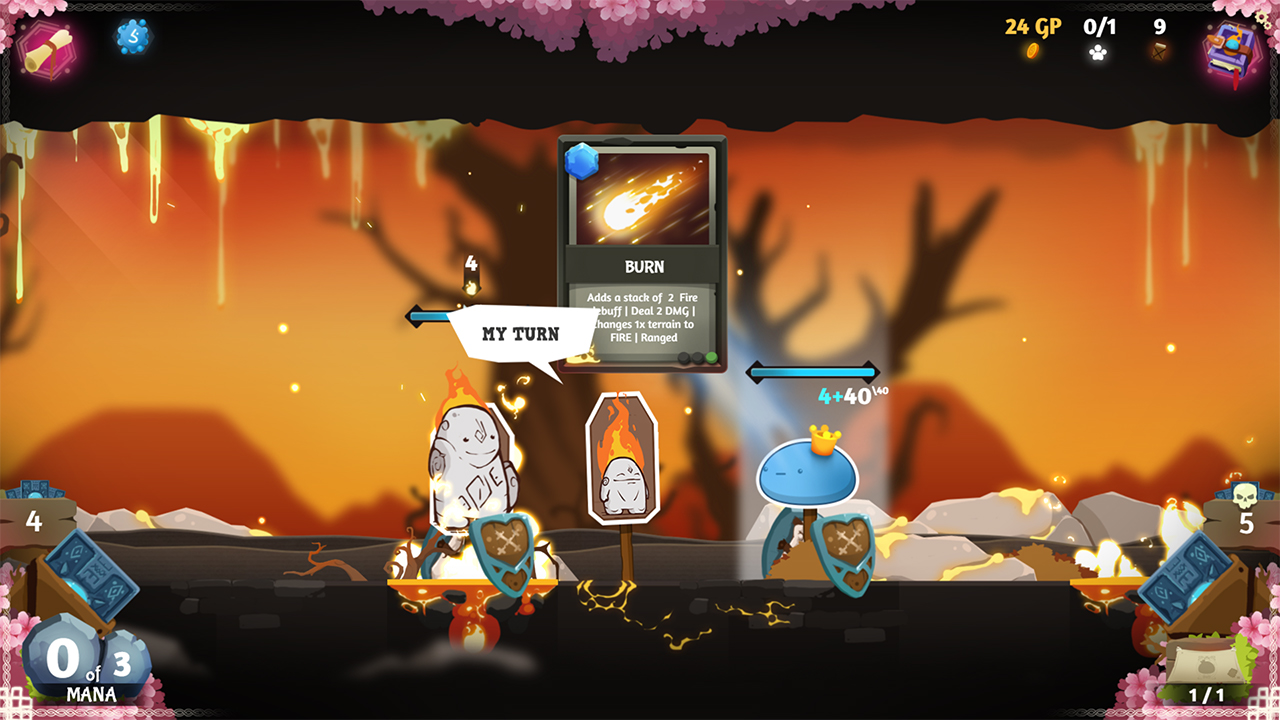 24 GP
0/1
9
BURN
Adds a stack of 2 Fire
ebuff | Deal 2 DMG |
hanges 1x terrain to
FIRE | Ranged
4
MY TURN
4+40\40
4
5
0 of 3
MANA
1/1